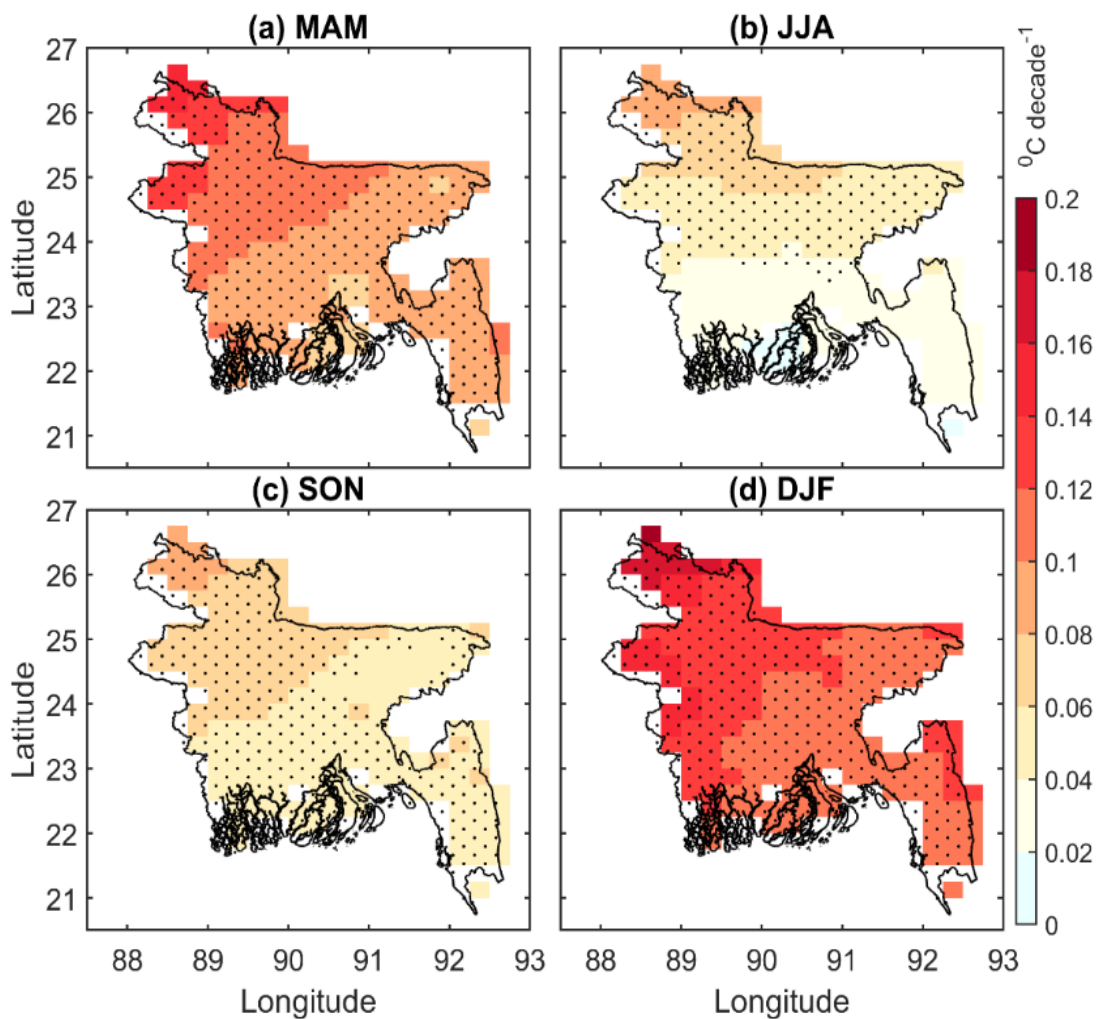 (a) MAM
(b) JJA
27
26
25
24
23
22
21
Latitude
⁰C decade⁻¹
0.2
0.18
0.16
0.14
0.12
0.1
0.08
0.06
0.04
0.02
0
(c) SON
(d) DJF
27
26
25
24
23
22
21
Latitude
88 89 90 91 92 93
88 89 90 91 92 93
Longitude
Longitude